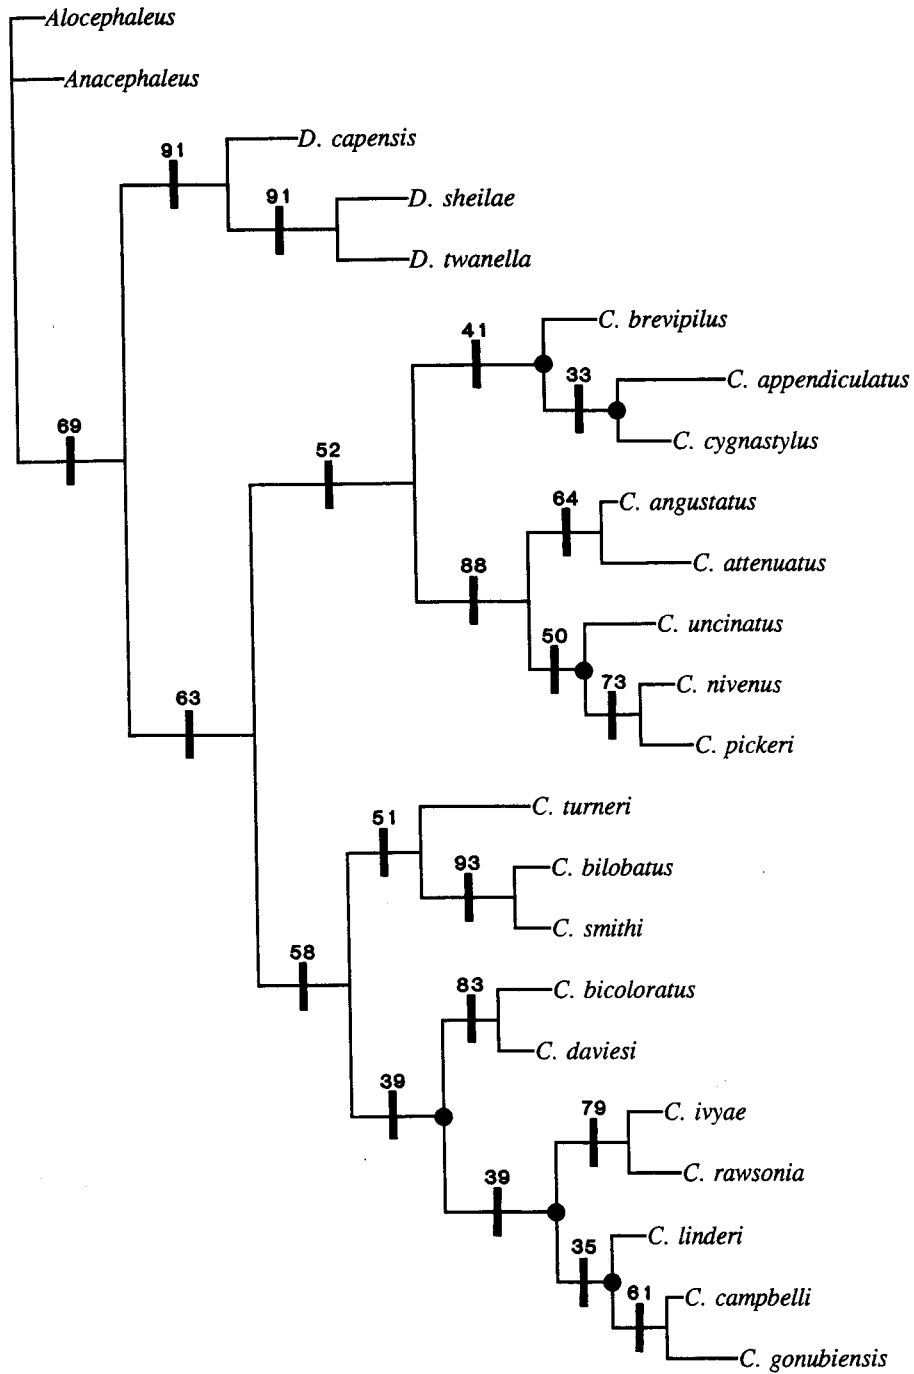 Alocephaleus
Anacephaleus
D. capensis
91
D. sheilae
91
D. twanella
C. brevipilus
41
C. appendiculatus
33
C. cygnastylus
69
52
C. angustatus
64
C. attenuatus
88
C. uncinatus
50
C. nivenus
73
C. pickeri
63
C. turneri
51
C. bilobatus
93
C. smithi
58
C. bicoloratus
83
C. daviesi
39
C. ivyae
79
C. rawsonia
39
C. linderi
35
C. campbelli
61
C. gonubiensis